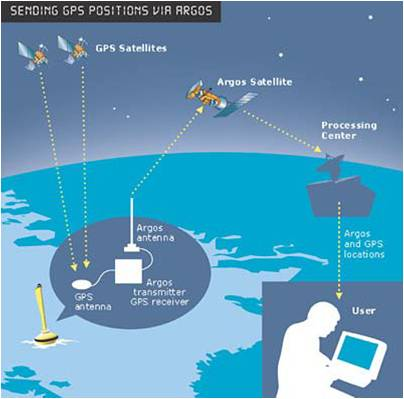 SENDING GPS POSITIONS VIA ARGOS
GPS Satellites
Argos Satellite
Processing
Center
Argos
antenna
Argos
and GPS
locations
GPS
antenna
Argos
transmitter
GPS receiver
User